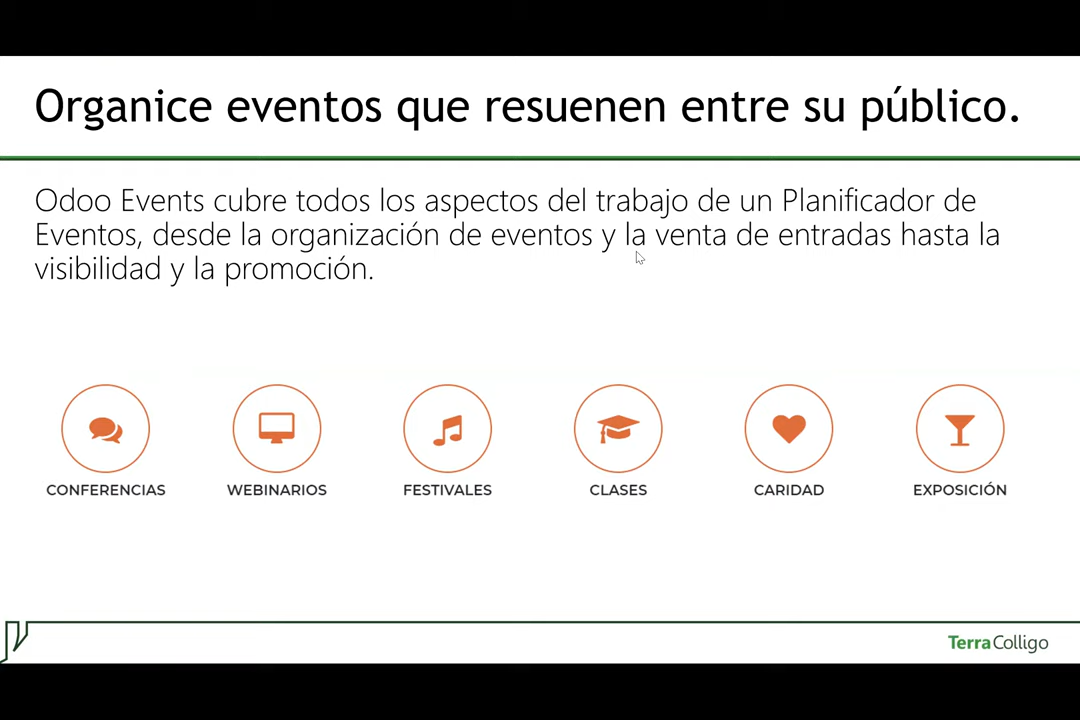 Organice eventos que resuenen entre su público.
Odoo Events cubre todos los aspectos del trabajo de un Planificador de
Eventos, desde la organización de eventos y la venta de entradas hasta la
visibilidad y la promoción.
CONFERENCIAS WEBINARIOS FESTIVALES CLASES CARIDAD EXPOSICIÓN
TerraColligo